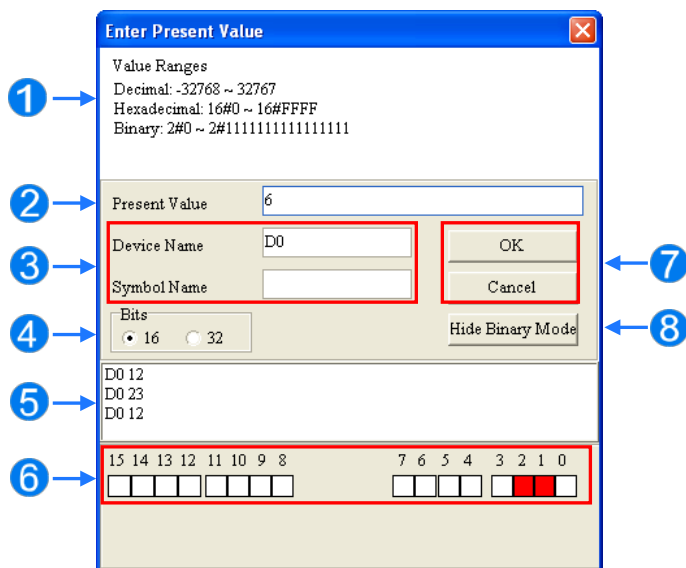 Enter Present Value
1
Value Ranges
Decimal: -32768 ~ 32767
Hexadecimal: 16#0 ~ 16#FFFF
Binary: 2#0 ~ 2#1111111111111111
2
Present Value 6
3
Device Name D0
Symbol Name
OK
Cancel
7
4
Bits
16 32
Hide Binary Mode
8
5
D0 12
D0 23
D0 12
6
15 14 13 12 11 10 9 8 7 6 5 4 3 2 1 0